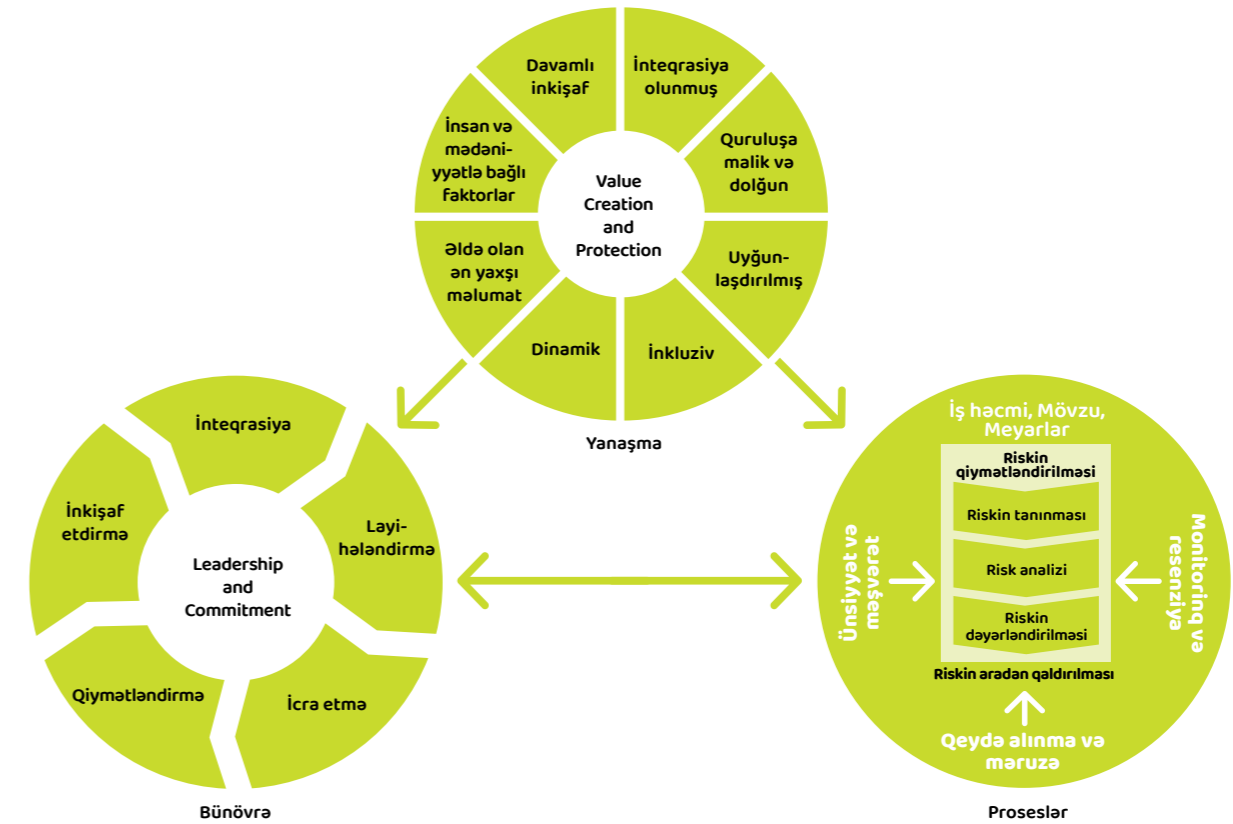 Davamlı
inkişaf
İnteqrasiya
olunmuş
İnsan və
mədəni-
yyətlə bağlı
faktorlar
Quruluşa
malik və
dolğun
Value
Creation
and
Protection
Əldə olan
ən yaxşı
məlumat
Uyğun-
laşdırılmış
Dinamik
İnkluziv
Yanaşma
İnteqrasiya
İnkişaf
etdirmə
Layi-
hələndirmə
Leadership
and
Commitment
Qiymətləndirmə
İcra etmə
Bünövrə
İş həcmi, Mövzu,
Meyarlar
Riskin
qiymətləndirilməsi
Riskin tanınması
Risk analizi
Riskin
dəyərləndirilməsi
Riskin aradan qaldırılması
Ünsiyyət və
məşvərət
Monitorinq və
resenziya
Qeydə alınma və
məruzə
Proseslər